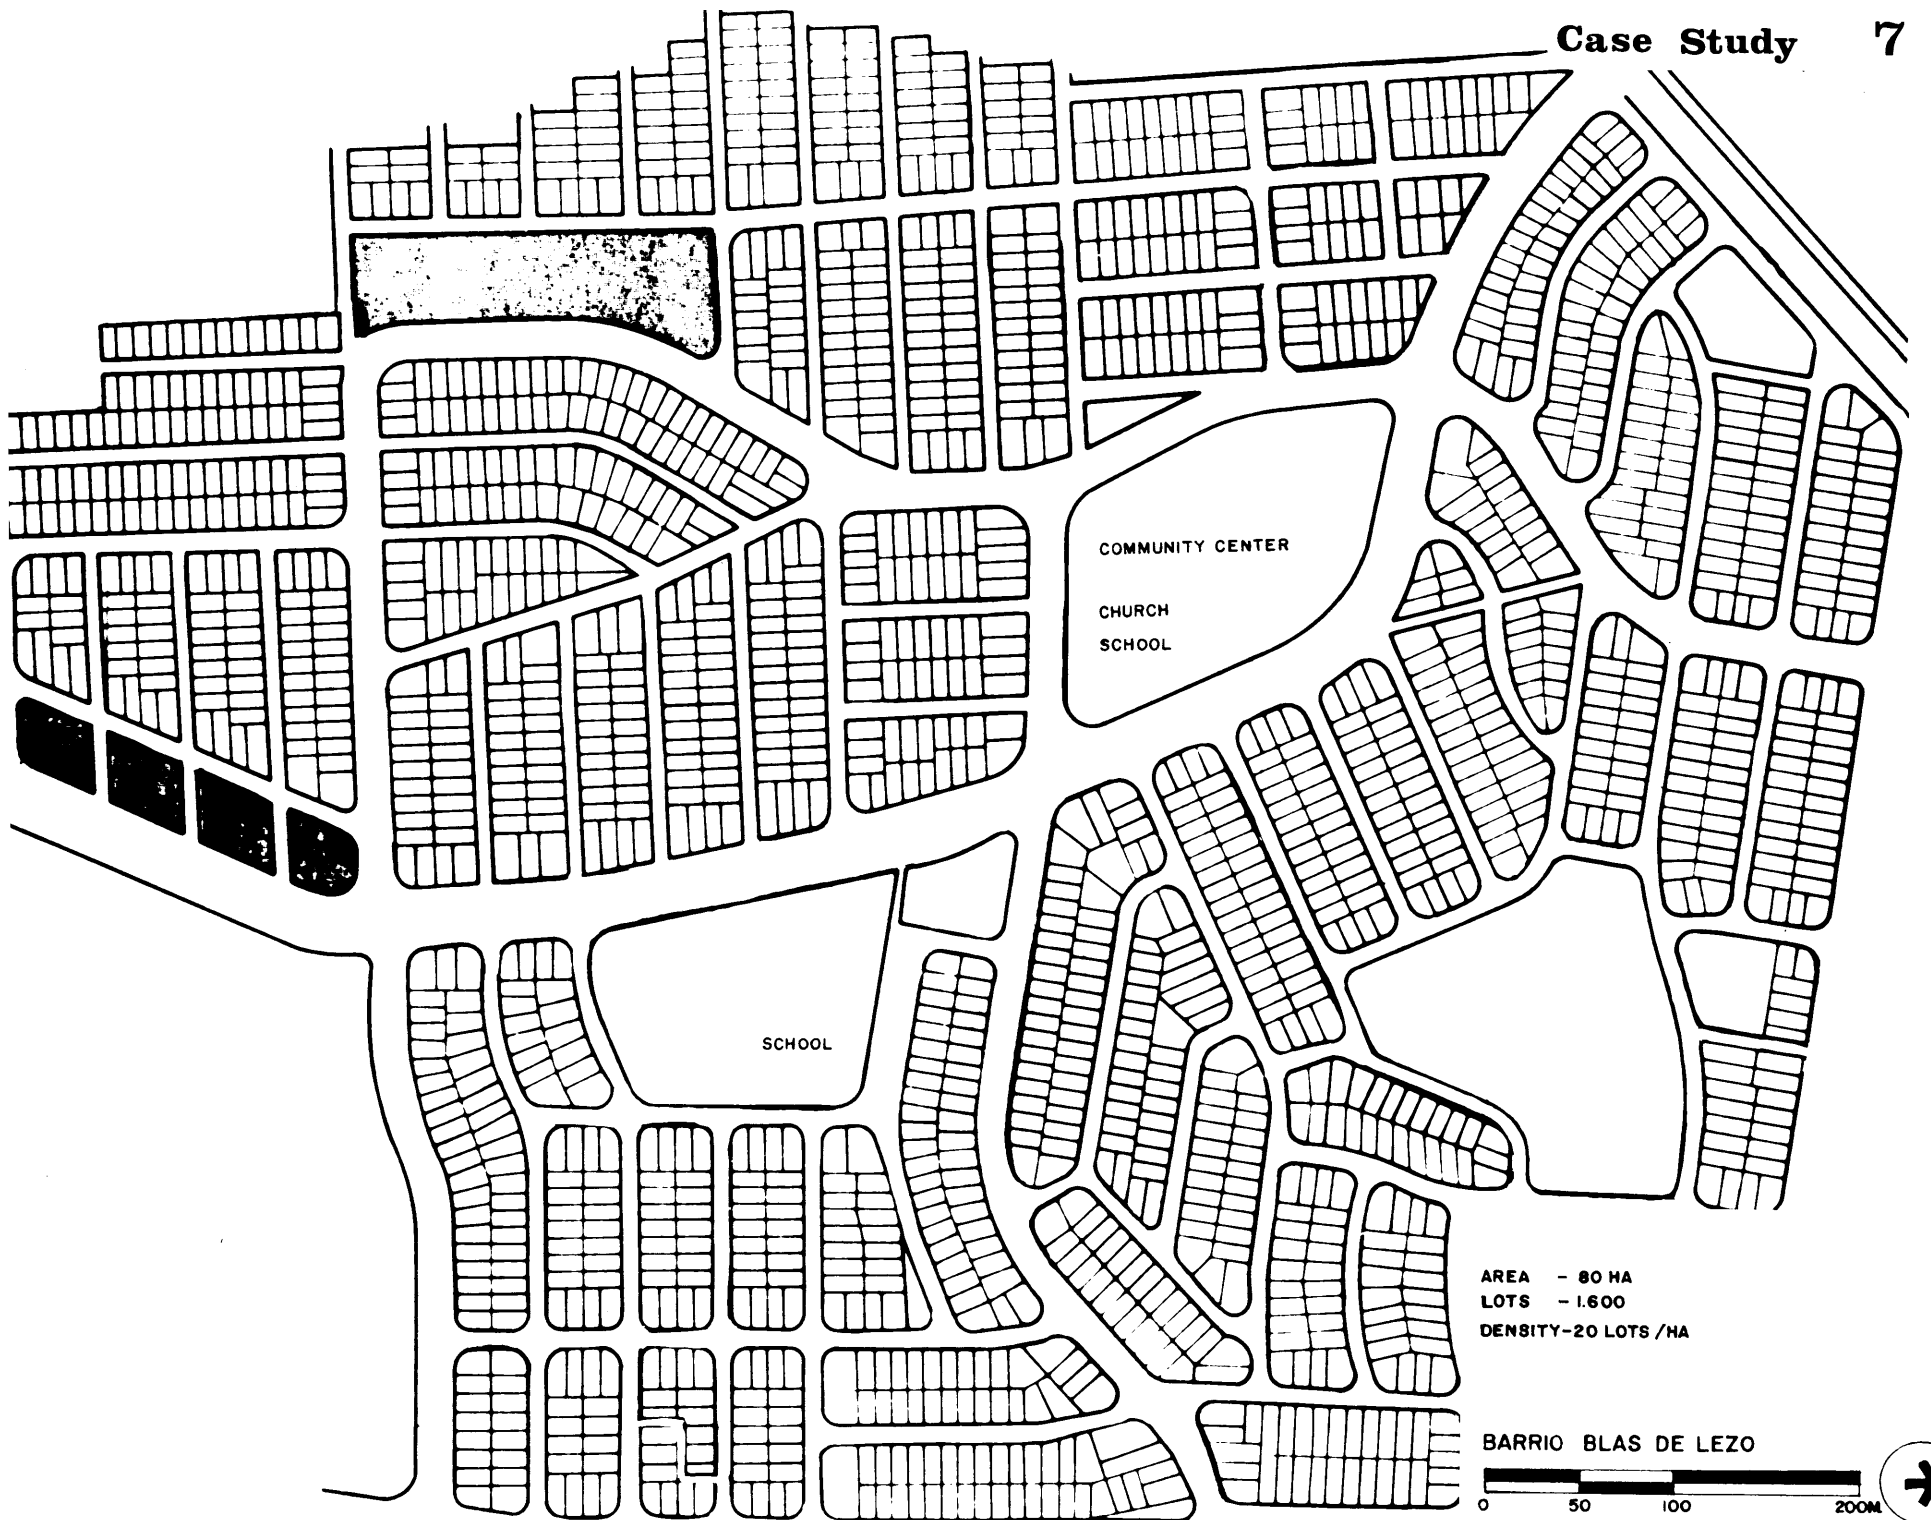 Case Study 7
COMMUNITY CENTER
CHURCH
SCHOOL
SCHOOL
AREA - 80 HA
LOTS - 1.600
DENSITY-20 LOTS/HA
BARRIO BLAS DE LEZO
0 50 100 200M